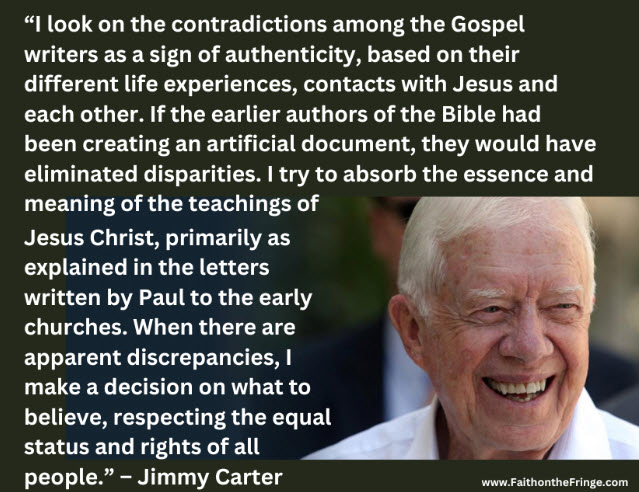 “I look on the contradictions among the Gospel
writers as a sign of authenticity, based on their
different life experiences, contacts with Jesus and
each other. If the earlier authors of the Bible had
been creating an artificial document, they would have
eliminated disparities. I try to absorb the essence and
meaning of the teachings of
Jesus Christ, primarily as
explained in the letters
written by Paul to the early
churches. When there are
apparent discrepancies, I
make a decision on what to
believe, respecting the equal
status and rights of all
people.” – Jimmy Carter
www.FaithontheFringe.com